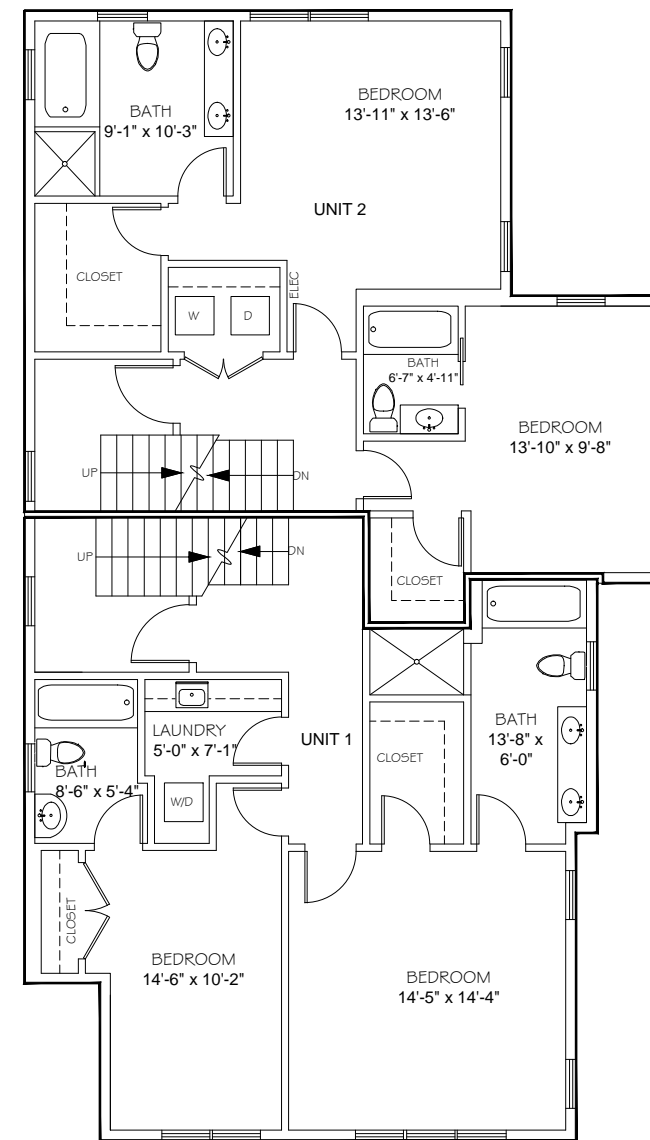 BATH
9'-1" x 10'-3"
BEDROOM
13'-11" x 13'-6"
UNIT 2
CLOSET
ELEC
W
D
BATH
6'-7" x 4'-11"
BEDROOM
13'-10" x 9'-8"
UP
DN
UP
DN
CLOSET
LAUNDRY
5'-0" x 7'-1"
UNIT 1
BATH
13'-8" x
6'-0"
CLOSET
BATH
8'-6" x 5'-4"
W/D
CLOSET
BEDROOM
14'-6" x 10'-2"
BEDROOM
14'-5" x 14'-4"